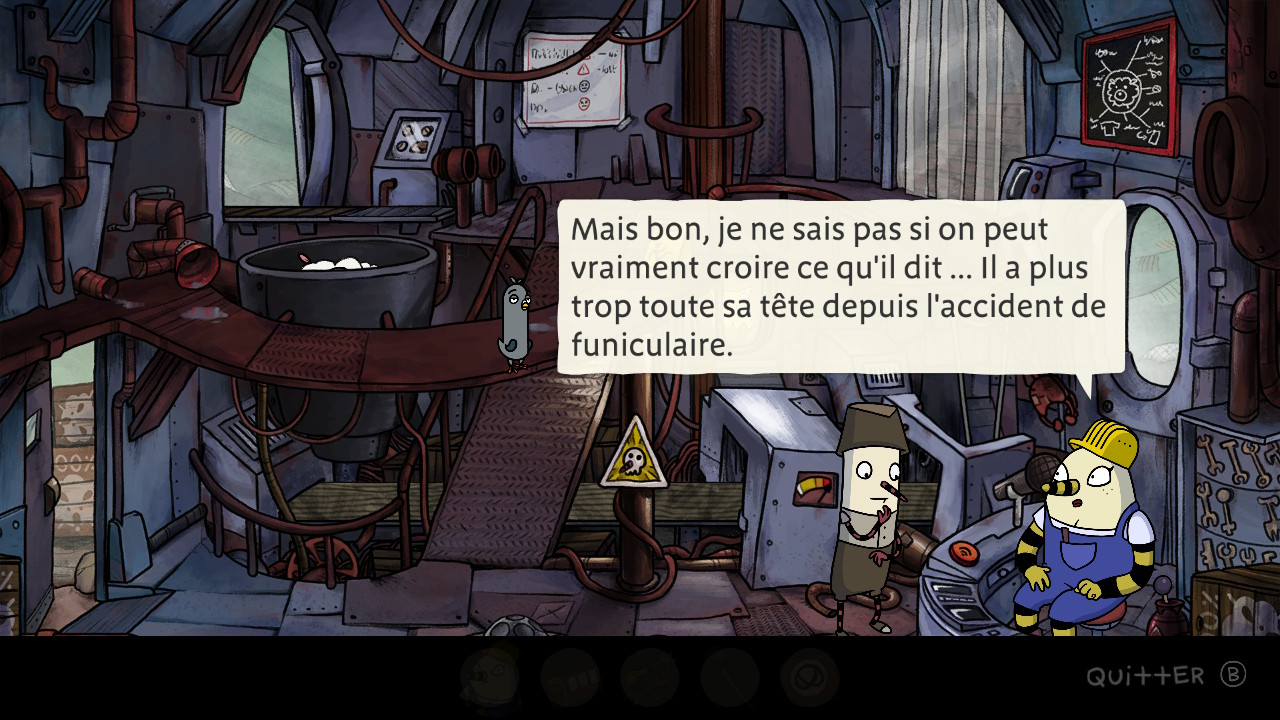 Mais bon, je ne sais pas si on peut
vraiment croire ce qu'il dit ... Il a plus
trop toute sa tête depuis l'accident de
funiculaire.
QUittER B